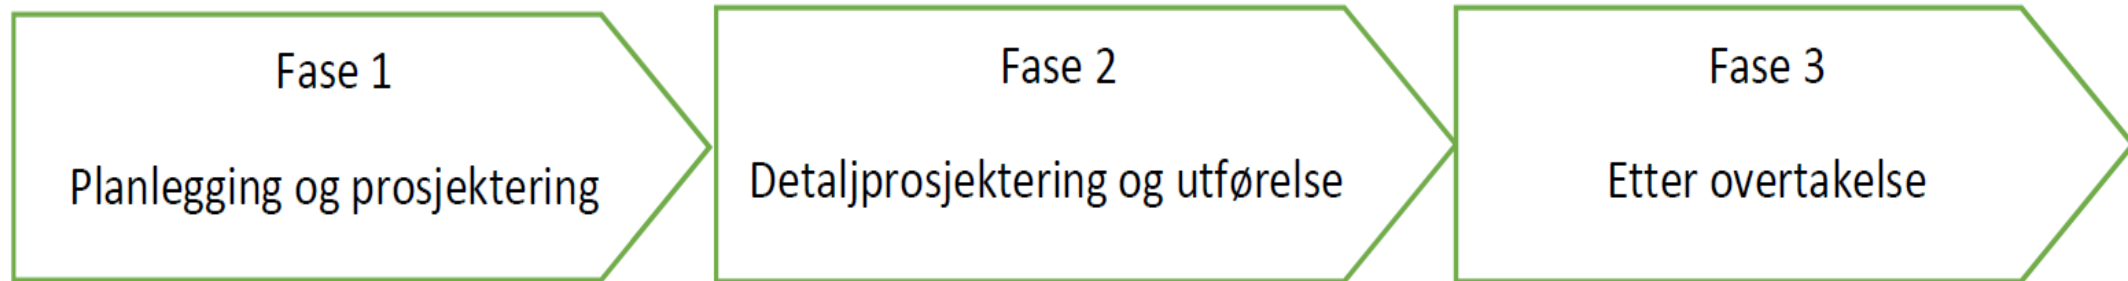 Fase 1
Planlegging og prosjektering
Fase 2
Detaljprosjektering og utførelse
Fase 3
Etter overtakelse